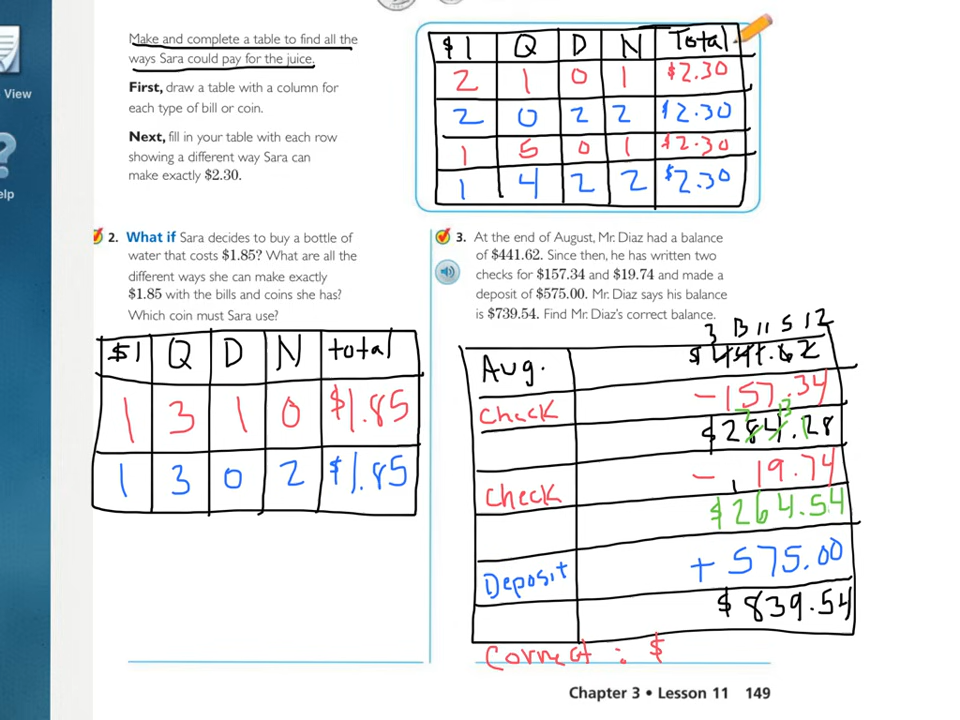 View
elp
Make and complete a table to find all the
ways Sara could pay for the juice.
First, draw a table with a column for
each type of bill or coin.
Next, fill in your table with each row
showing a different way Sara can
make exactly $2.30.
$1 Q D N Total
2 1 0 1 $2.30
2 0 2 2 $2.30
1 5 0 1 $2.30
1 4 2 2 $2.30
2. What if Sara decides to buy a bottle of
water that costs $1.85? What are all the
different ways she can make exactly
$1.85 with the bills and coins she has?
Which coin must Sara use?
$1 Q D N total
1 3 1 0 $1.85
1 3 0 2 $1.85
3. At the end of August, Mr. Diaz had a balance
of $441.62. Since then, he has written two
checks for $157.34 and $19.74 and made a
deposit of $575.00. Mr. Diaz says his balance
is $739.54. Find Mr. Diaz's correct balance.
3 13 11 5 12
Aug. $441.62
Check -157.34
$284.28
Check - 19.74
$264.54
Deposit + 575.00
$839.54
Correct : $
Chapter 3 • Lesson 11 149